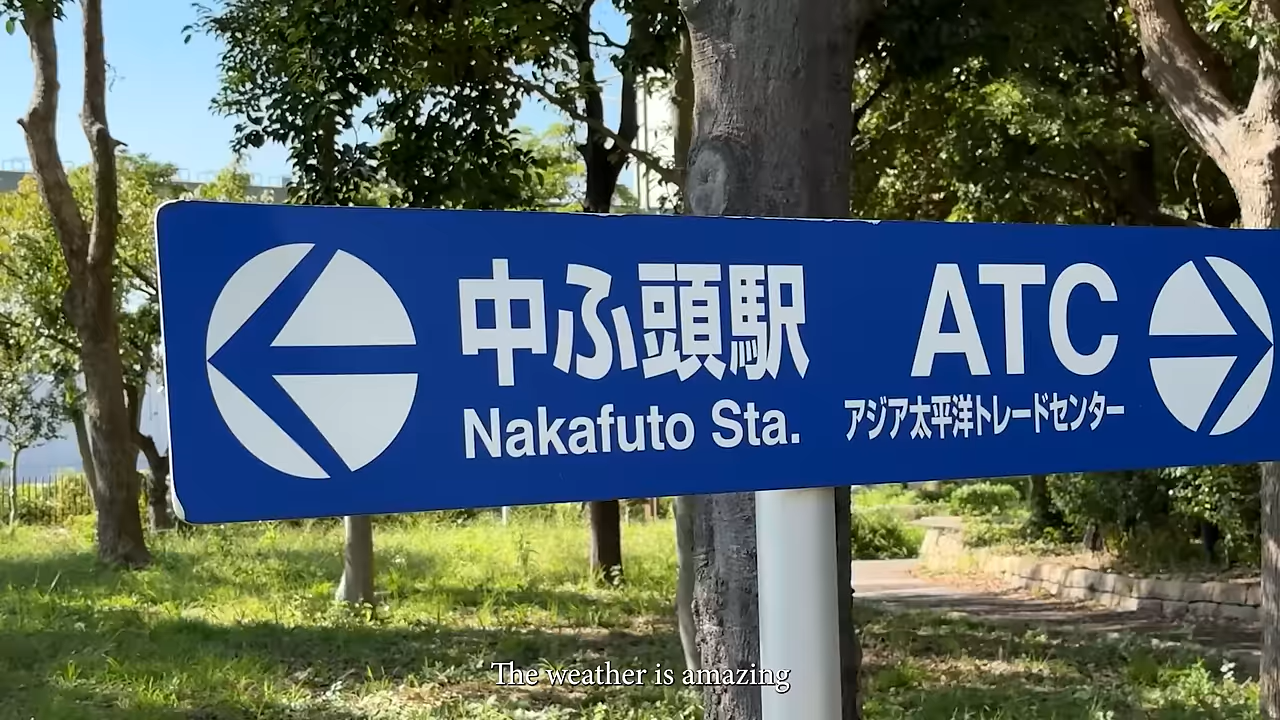 中ふ頭駅
Nakafuto Sta.
ATC
アジア太平洋トレードセンター
The weather is amazing